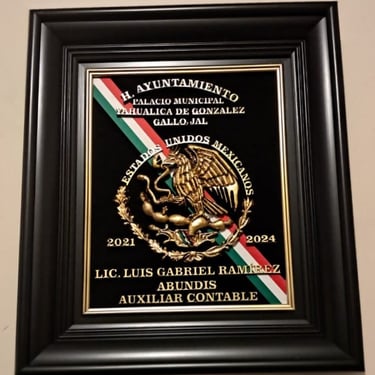 H. AYUNTAMIENTO
PALACIO MUNICIPAL
YAHUALICA DE GONZALEZ
GALLO, JAL
ESTADOS UNIDOS MEXICANOS
2021 2024
LIC. LUIS GABRIEL RAMÍREZ
ABUNDIS
AUXILIAR CONTABLE